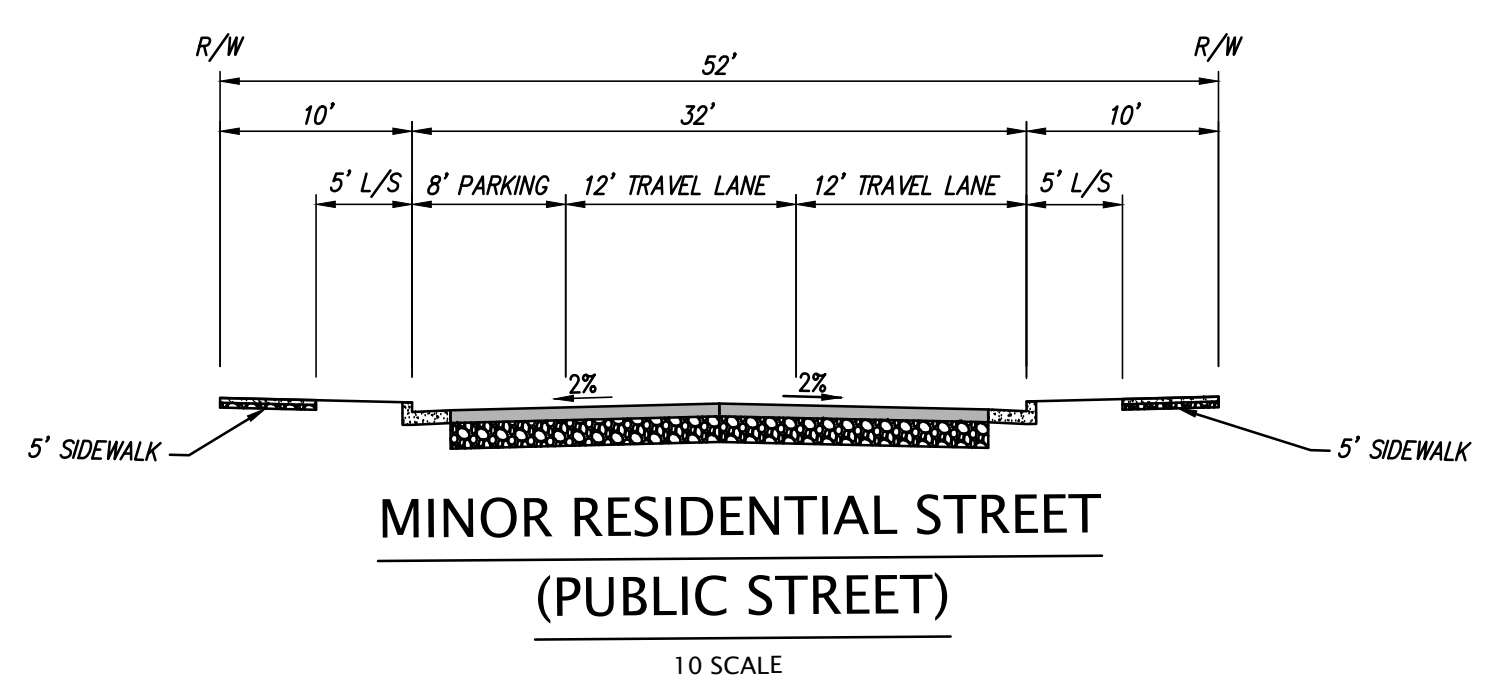 R/W R/W
52'
10' 32' 10'
5' L/S 8' PARKING 12' TRAVEL LANE 12' TRAVEL LANE 5' L/S
2% 2%
5' SIDEWALK 5' SIDEWALK
MINOR RESIDENTIAL STREET
(PUBLIC STREET)
10 SCALE